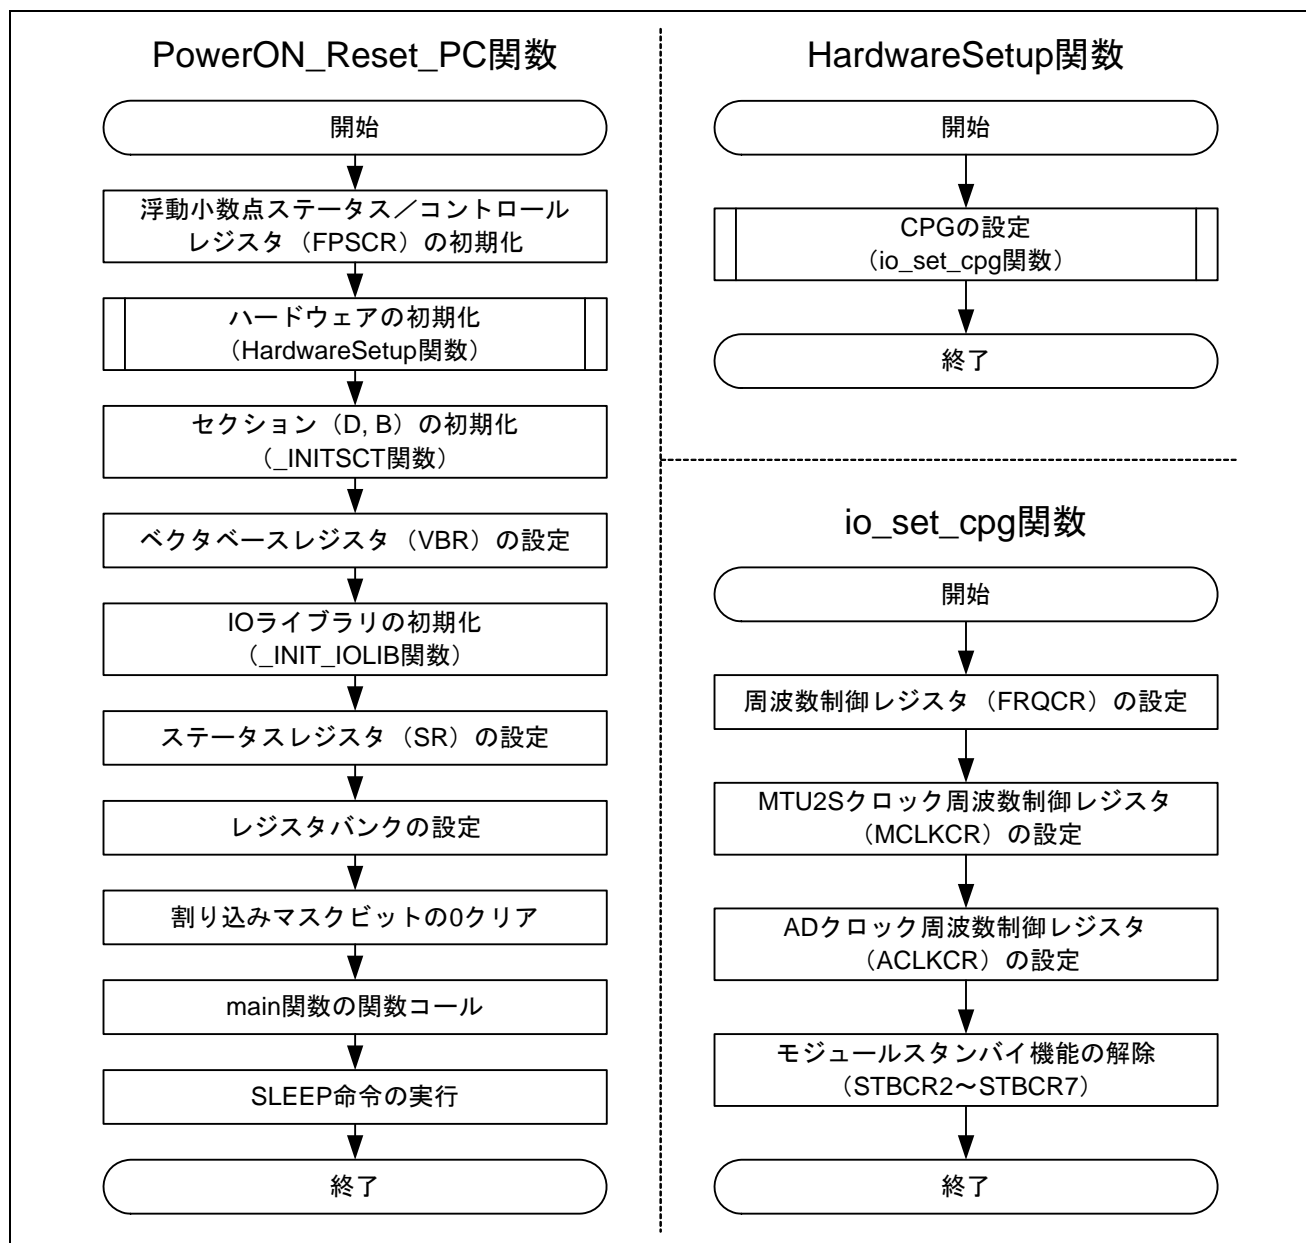 PowerON_Reset_PC関数
開始
浮動小数点ステータス／コントロール
レジスタ（FPSCR）の初期化
ハードウェアの初期化
（HardwareSetup関数）
セクション（D, B）の初期化
（_INITSCT関数）
ベクタベースレジスタ（VBR）の設定
IOライブラリの初期化
（_INIT_IOLIB関数）
ステータスレジスタ（SR）の設定
レジスタバンクの設定
割り込みマスクビットの0クリア
main関数の関数コール
SLEEP命令の実行
終了
HardwareSetup関数
開始
CPGの設定
（io_set_cpg関数）
終了
io_set_cpg関数
開始
周波数制御レジスタ（FRQCR）の設定
MTU2Sクロック周波数制御レジスタ
（MCLKCR）の設定
ADクロック周波数制御レジスタ
（ACLKCR）の設定
モジュールスタンバイ機能の解除
（STBCR2～STBCR7）
終了